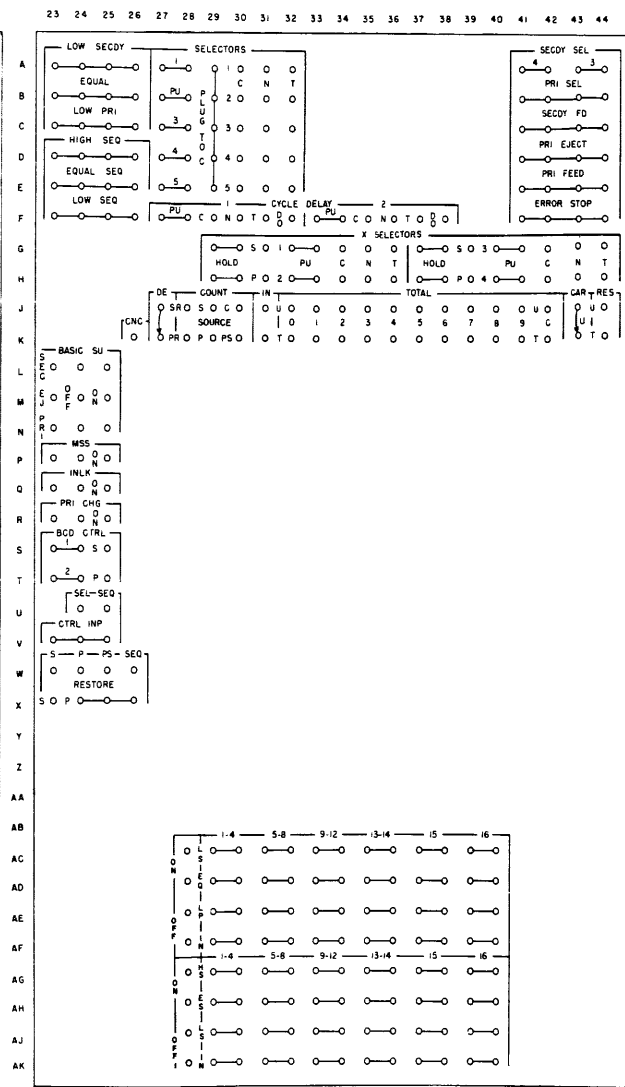 23 24 25 26 27 28 29 30 31 32 33 34 35 36 37 38 39 40 41 42 43 44
LOW SECDY SELECTORS SECDY SEL
A 1 1 4 3
EQUAL C N T PRI SEL
B PU 2
LOW PRI PLUG TO C SECDY FD
C 3 3
HIGH SEQ PRI EJECT
D 4 4
EQUAL SEQ PRI FEED
E 5 5
LOW SEQ 1 CYCLE DELAY 2 ERROR STOP
F PU C N T D PU C N T D
X SELECTORS
G S 1 S 3
HOLD PU C N T HOLD PU C N T
H P 2 P 4
DE COUNT IN TOTAL CAR RES
J SR S C U U U
CNC SOURCE 0 1 2 3 4 5 6 7 8 9 C U I
K PR P PS T T T
BASIC SU
L SEC
M EJ OFF ON
N PRI
MSS
P ON
INLK
Q ON
PRI CHG
R ON
BCD CTRL
S 1 S
T 2 P
SEL-SEQ
U
CTRL INP
V
S P PS SEQ
W
RESTORE
X S P
Y
Z
AA
AB
1-4 5-8 9-12 13-14 15 16
AC ON LS
AD EQ
AE OFF LP
AF IN
1-4 5-8 9-12 13-14 15 16
AG ON HS
AH ES
AJ OFF LS
AK IN